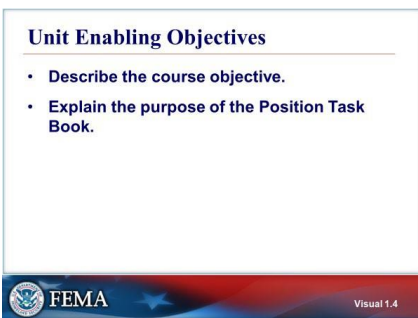 Unit Enabling Objectives
• Describe the course objective.
• Explain the purpose of the Position Task
Book.
FEMA
Visual 1.4